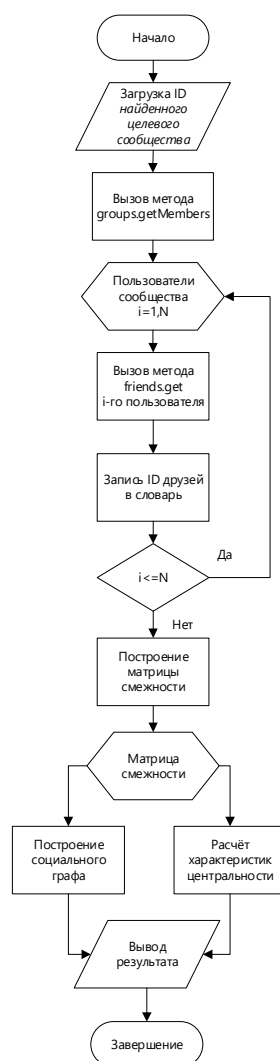 Начало
Загрузка ID
найденного
целевого
сообщества
Вызов метода
groups.getMembers
Пользователи
сообщества
i=1,N
Вызов метода
friends.get
i-го пользователя
Запись ID друзей
в словарь
i<=N
Да
Нет
Построение
матрицы
смежности
Матрица
смежности
Построение
социального
графа
Расчёт
характеристик
центральности
Вывод
результата
Завершение